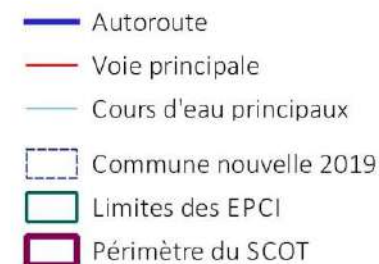 Autoroute
Voie principale
Cours d'eau principaux
Commune nouvelle 2019
Limites des EPCI
Périmètre du SCOT